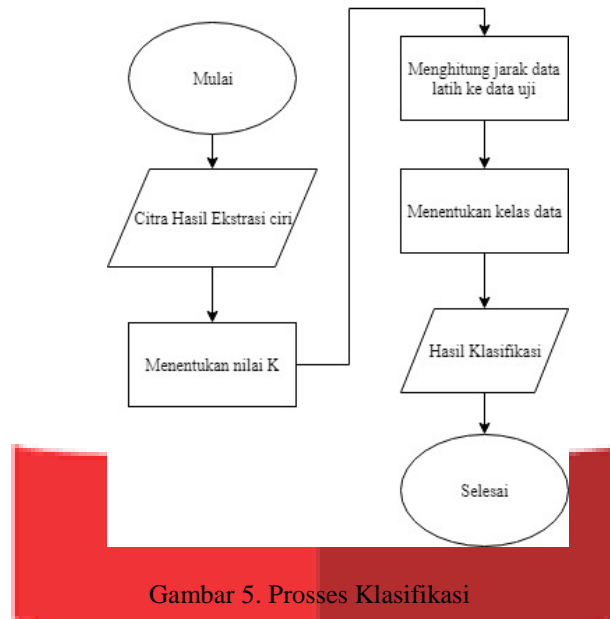 Mulai
Citra Hasil Ekstrasi ciri
Menentukan nilai K
Menghitung jarak data
latih ke data uji
Menentukan kelas data
Hasil Klasifikasi
Selesai
Gambar 5. Prosses Klasifikasi